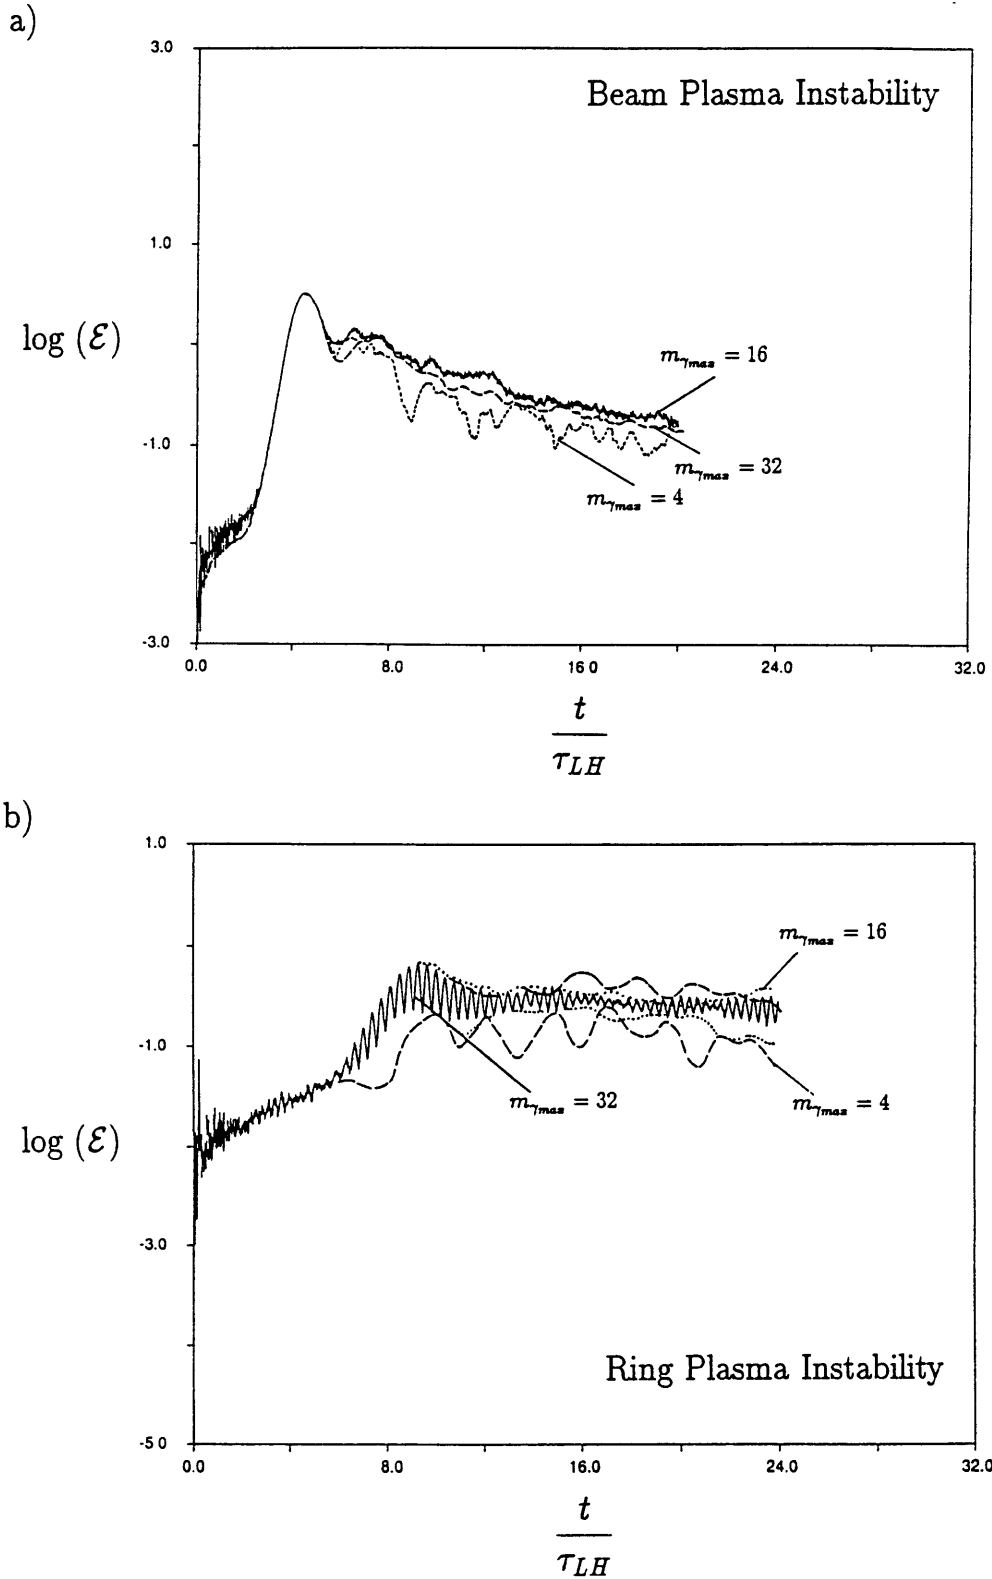 a)
3.0
Beam Plasma Instability
1.0
log (ℰ)
m_γmax = 16
-1.0
m_γmax = 32
m_γmax = 4
-3.0
0.0 8.0 16 0 24.0 32.0
t
τ_LH
b)
1.0
m_γmax = 16
-1.0
m_γmax = 32
m_γmax = 4
log (ℰ)
-3.0
Ring Plasma Instability
-5 0
0.0 8.0 16.0 24.0 32.0
t
τ_LH